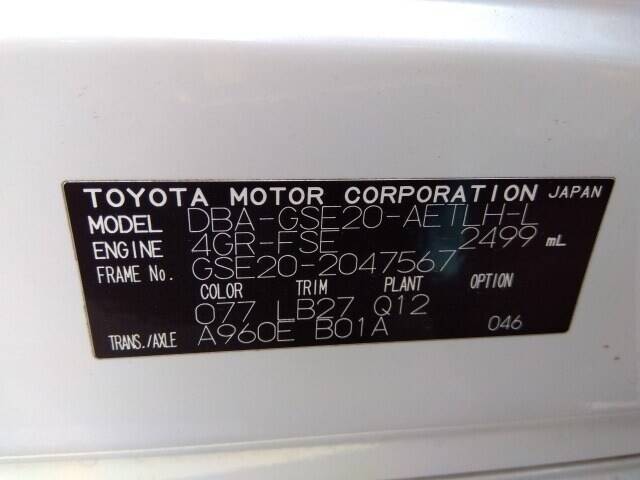 TOYOTA MOTOR CORPORATION JAPAN
MODEL DBA-GSE20-AETLH-L
ENGINE 4GR-FSE 2499 mL
FRAME No. GSE20-2047567
COLOR TRIM PLANT OPTION
077 LB27 Q12
TRANS./AXLE A960E B01A 046